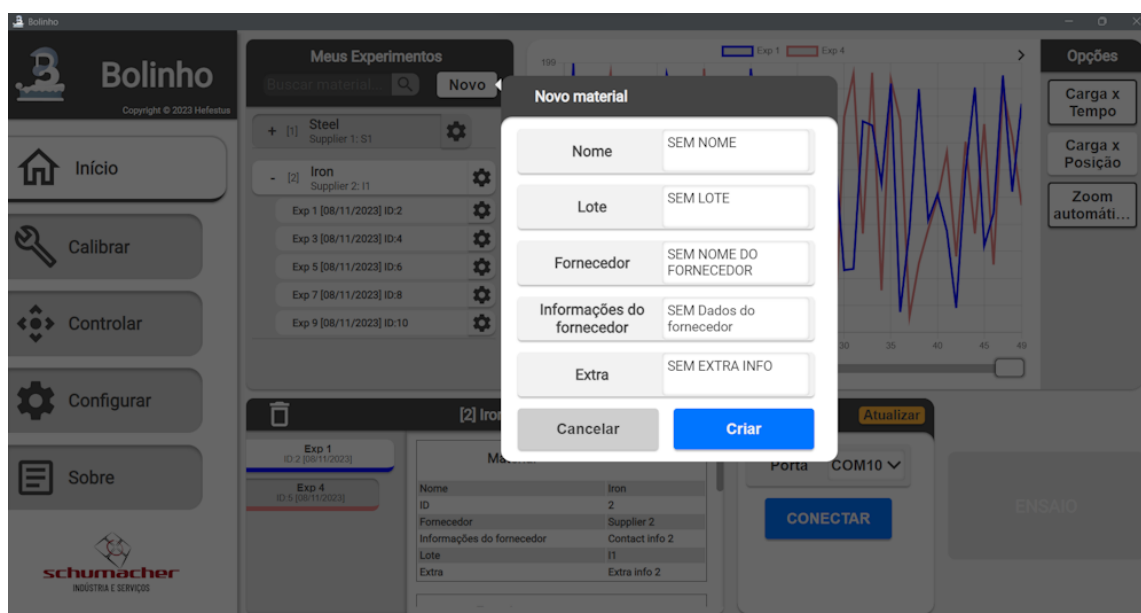 Bolinho
Bolinho
Copyright © 2023 Hefestus
Início
Calibrar
Controlar
Configurar
Sobre
schumacher
INDÚSTRIA E SERVIÇOS
Meus Experimentos
Buscar material...
Novo
+ [1] Steel
Supplier 1: S1
- [2] Iron
Supplier 2: I1
Exp 1 [08/11/2023] ID:2
Exp 3 [08/11/2023] ID:4
Exp 5 [08/11/2023] ID:6
Exp 7 [08/11/2023] ID:8
Exp 9 [08/11/2023] ID:10
Exp 1 Exp 4
199
30 35 40 45 49
Opções
Carga x
Tempo
Carga x
Posição
Zoom
automáti...
Novo material
Nome
SEM NOME
Lote
SEM LOTE
Fornecedor
SEM NOME DO
FORNECEDOR
Informações do
fornecedor
SEM Dados do
fornecedor
Extra
SEM EXTRA INFO
Cancelar
Criar
[2] Iron
Exp 1
ID:2 [08/11/2023]
Exp 4
ID:5 [08/11/2023]
Nome Iron
ID 2
Fornecedor Supplier 2
Informações do fornecedor Contact info 2
Lote I1
Extra Extra info 2
Atualizar
Porta COM10
CONECTAR
ENSAIO